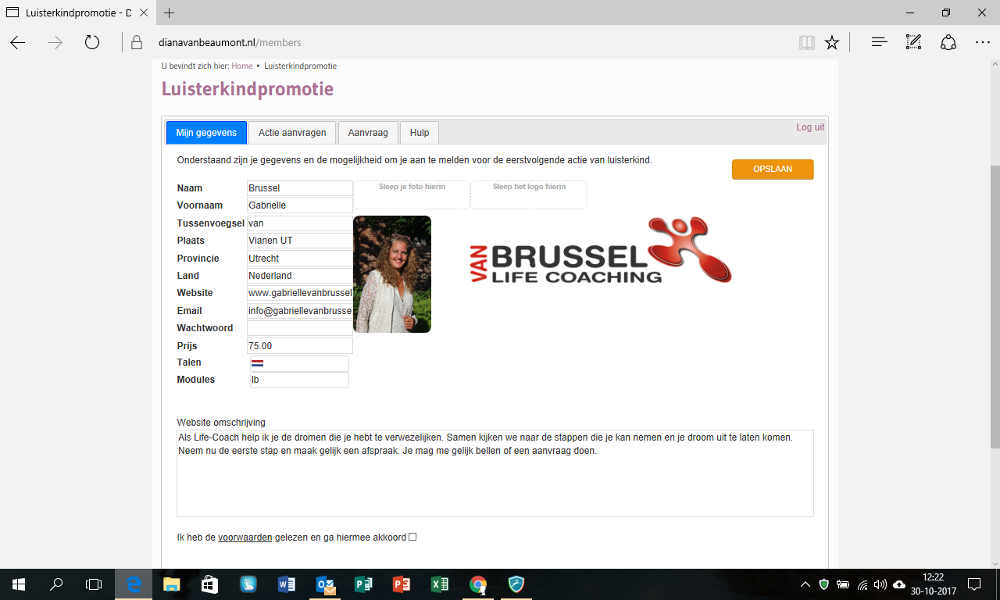 Luisterkindpromotie - D
dianavanbeaumont.nl/members
U bevindt zich hier: Home ▸ Luisterkindpromotie
Luisterkindpromotie
Mijn gegevens Actie aanvragen Aanvraag Hulp Log uit
Onderstaand zijn je gegevens en de mogelijkheid om je aan te melden voor de eerstvolgende actie van luisterkind.
OPSLAAN
Naam Brussel
Voornaam Gabrielle
Tussenvoegsel van
Plaats Vianen UT
Provincie Utrecht
Land Nederland
Website www.gabriellevanbrussel
Email info@gabriellevanbrusse
Wachtwoord
Prijs 75.00
Talen
Modules lb
Sleep je foto hierin
Sleep het logo hierin
VAN BRUSSEL
LIFE COACHING
Website omschrijving
Als Life-Coach help ik je de dromen die je hebt te verwezelijken. Samen kijken we naar de stappen die je kan nemen en je droom uit te laten komen.
Neem nu de eerste stap en maak gelijk een afspraak. Je mag me gelijk bellen of een aanvraag doen.
Ik heb de voorwaarden gelezen en ga hiermee akkoord
12:22
30-10-2017